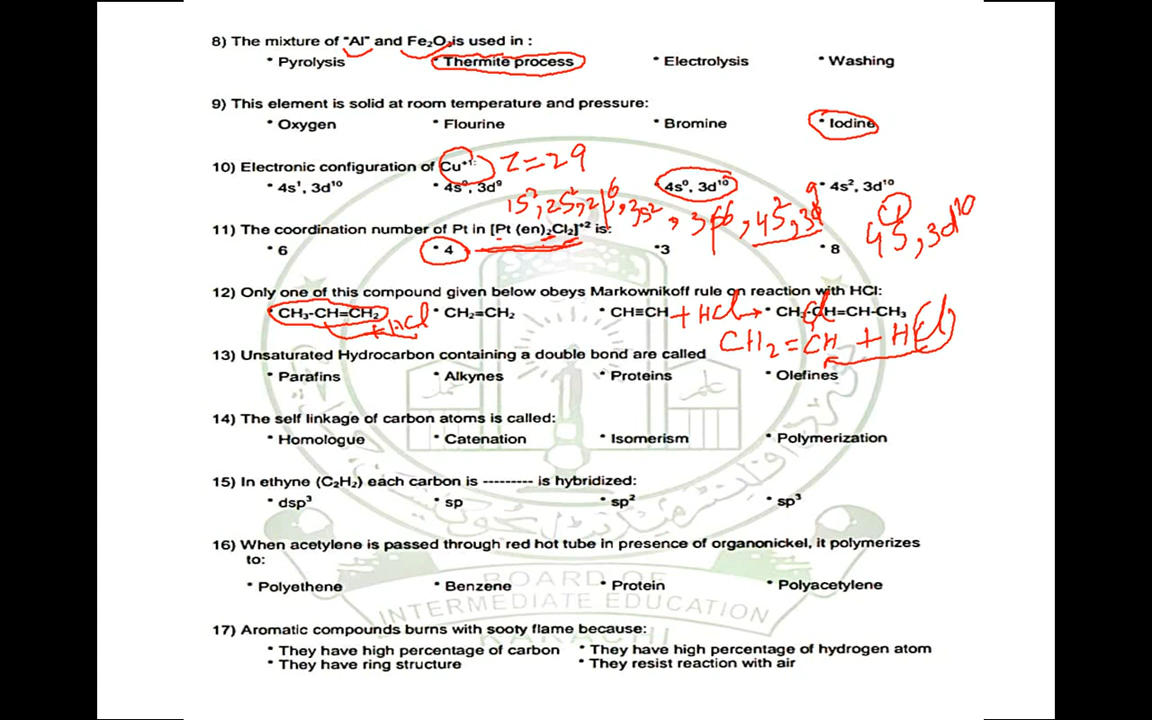 8) The mixture of "Al" and Fe₂O₃ is used in :
* Pyrolysis * Thermite process * Electrolysis * Washing
9) This element is solid at room temperature and pressure:
* Oxygen * Flourine * Bromine * Iodine
10) Electronic configuration of Cu⁺¹: Z = 29
* 4s¹, 3d¹⁰ * 4s⁰, 3d⁹ * 4s⁰, 3d¹⁰ * 4s², 3d¹⁰
1s², 2s², 2p⁶, 3s², 3p⁶, 4s², 3d⁹ 4s¹, 3d¹⁰
11) The coordination number of Pt in [Pt (en)₂Cl₂]⁺² is:
* 6 * 4 * 3 * 8
12) Only one of this compound given below obeys Markownikoff rule on reaction with HCl:
* CH₃-CH=CH₂ * CH₂=CH₂ * CH≡CH + HCl → * CH₃-CH=CH-CH₃
+HCl Cl
CH₂ = CH + HCl
13) Unsaturated Hydrocarbon containing a double bond are called
* Parafins * Alkynes * Proteins * Olefines
14) The self linkage of carbon atoms is called:
* Homologue * Catenation * Isomerism * Polymerization
15) In ethyne (C₂H₂) each carbon is --------- is hybridized:
* dsp³ * sp * sp² * sp³
16) When acetylene is passed through red hot tube in presence of organonickel, it polymerizes
to:
* Polyethene * Benzene * Protein * Polyacetylene
BOARD OF
INTERMEDIATE EDUCATION
KARACHI
17) Aromatic compounds burns with sooty flame because:
* They have high percentage of carbon * They have high percentage of hydrogen atom
* They have ring structure * They resist reaction with air